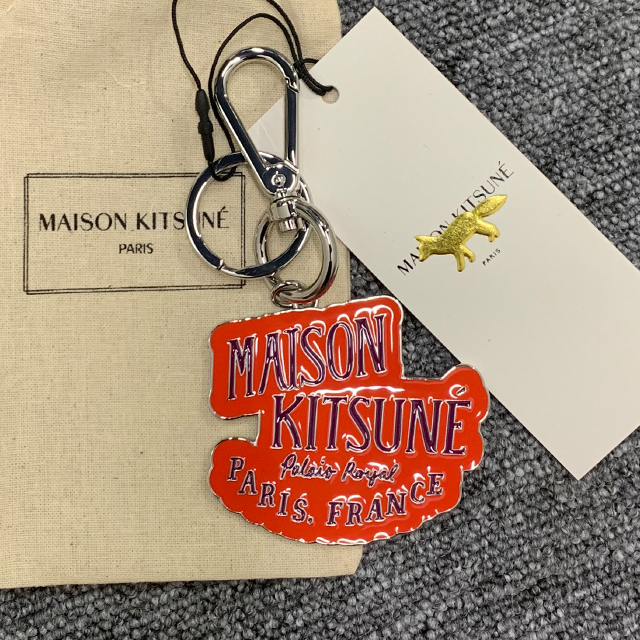 MAISON KITSUNÉ
PARIS
MAISON KITSUNÉ
PARIS
MAISON
KITSUNÉ
Palais Royal
PARIS. FRANCE